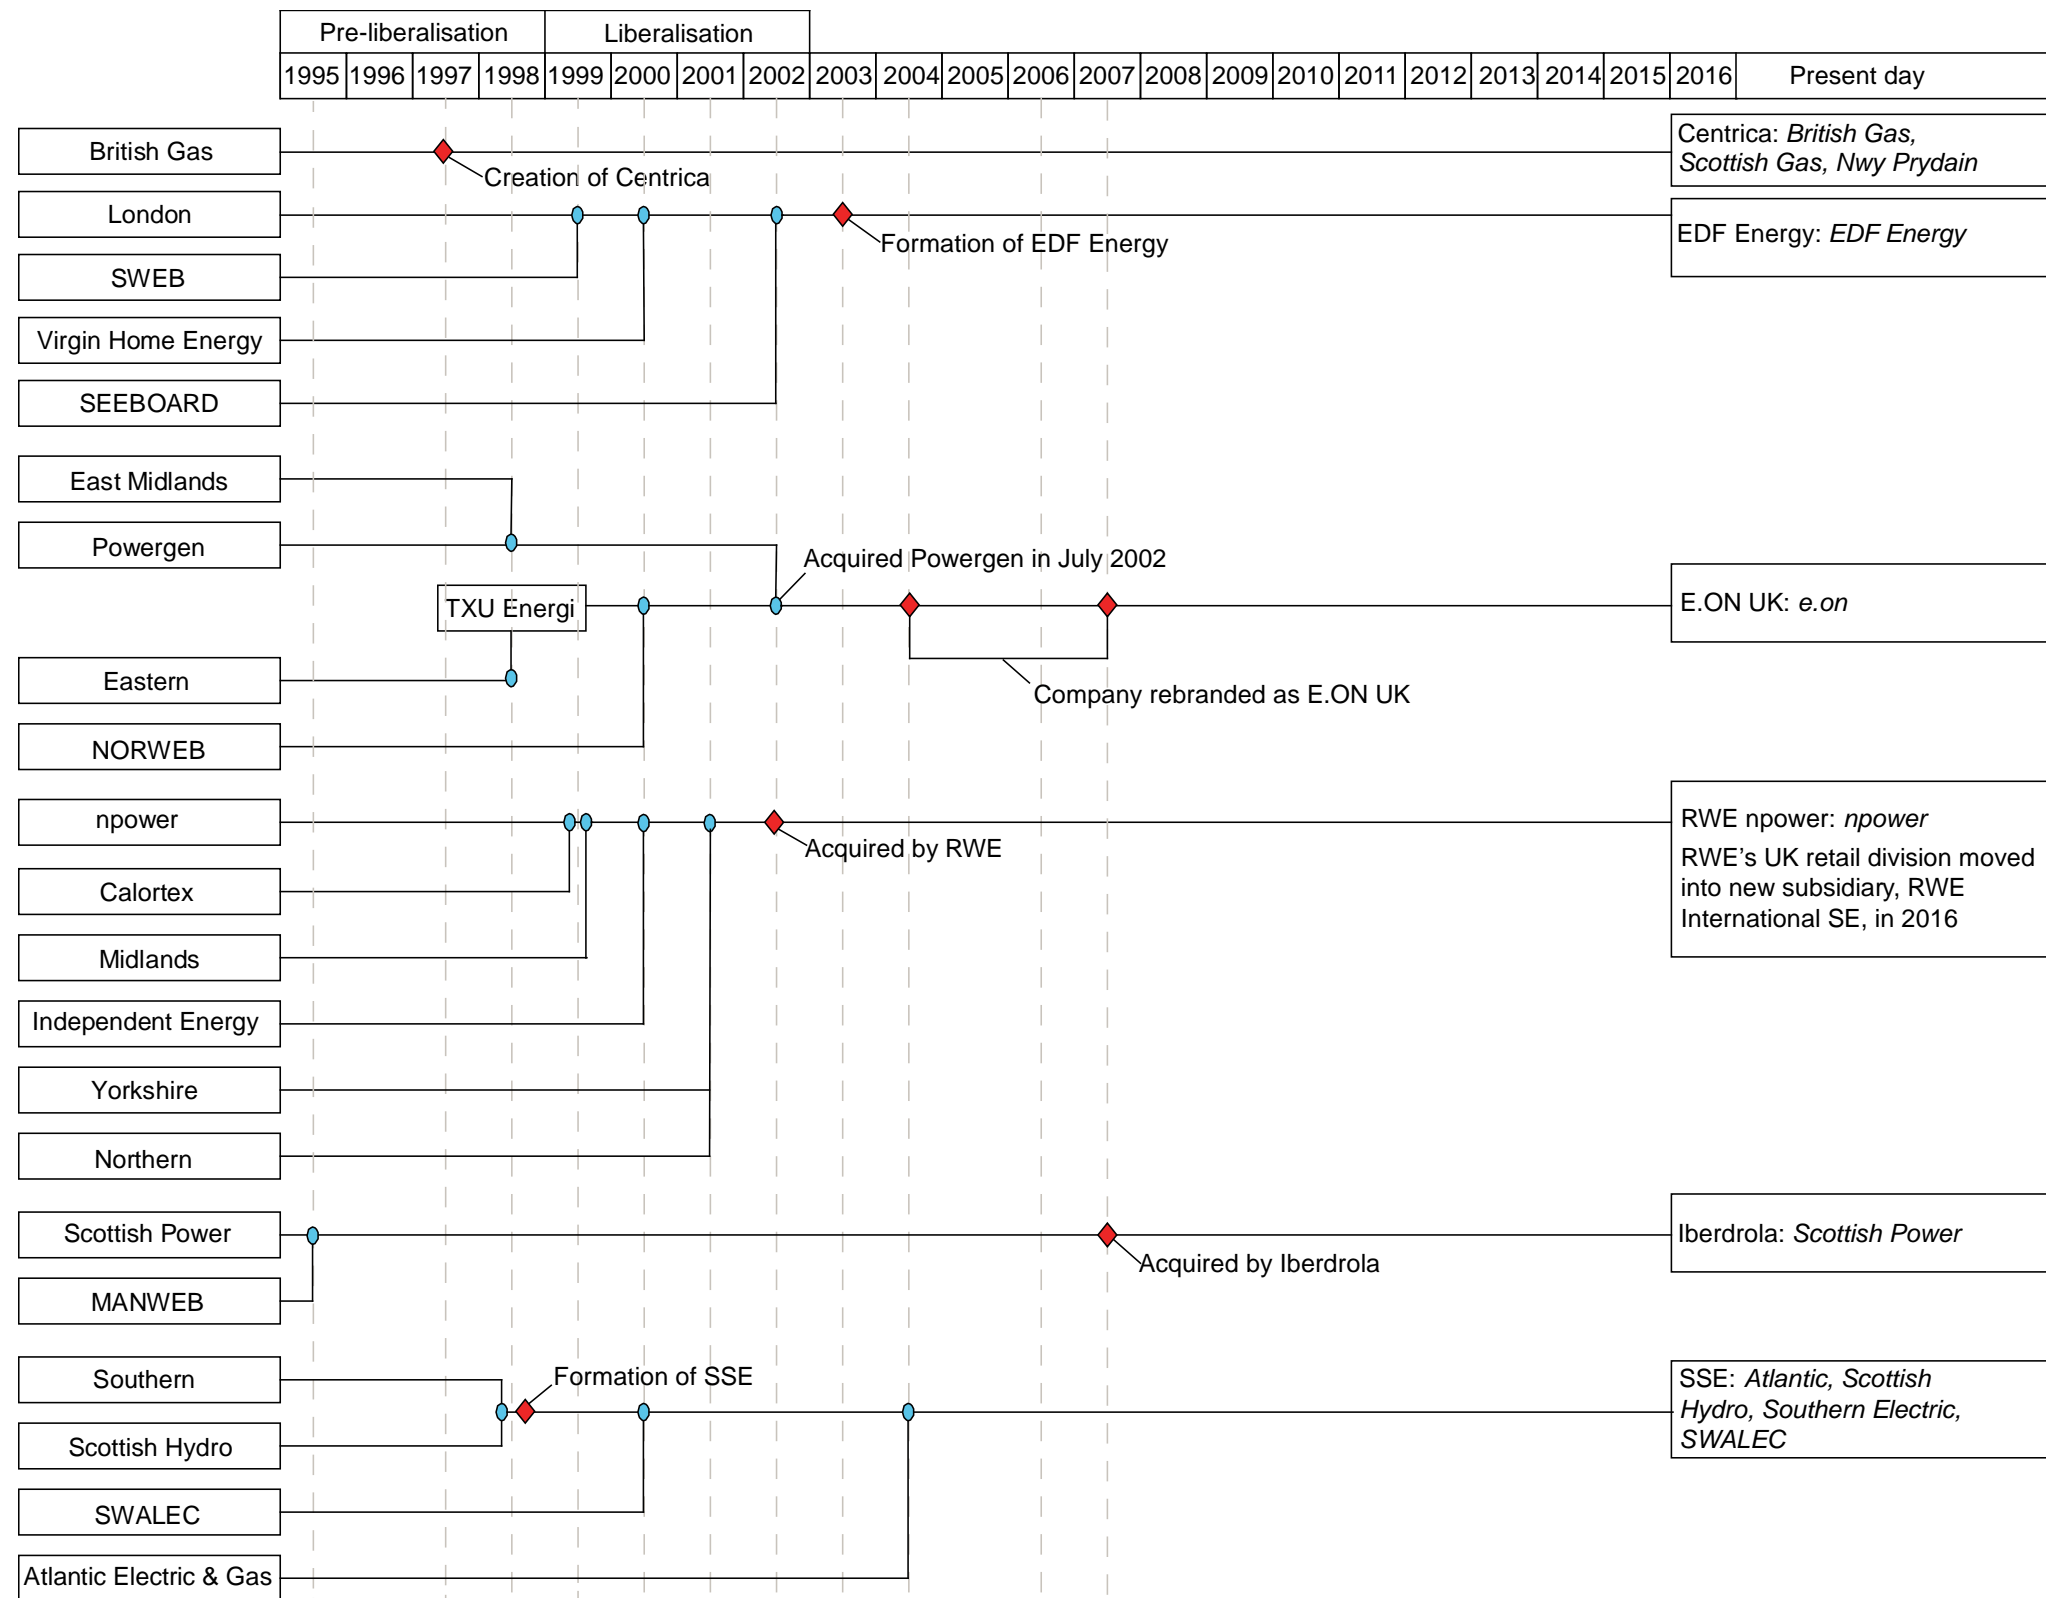 Pre-liberalisation Liberalisation
1995 1996 1997 1998 1999 2000 2001 2002 2003 2004 2005 2006 2007 2008 2009 2010 2011 2012 2013 2014 2015 2016 Present day
British Gas
Creation of Centrica
Centrica: British Gas,
Scottish Gas, Nwy Prydain
London
Formation of EDF Energy
EDF Energy: EDF Energy
SWEB
Virgin Home Energy
SEEBOARD
East Midlands
Powergen
Acquired Powergen in July 2002
TXU Energi
E.ON UK: e.on
Eastern
Company rebranded as E.ON UK
NORWEB
npower
Acquired by RWE
RWE npower: npower
RWE’s UK retail division moved
into new subsidiary, RWE
International SE, in 2016
Calortex
Midlands
Independent Energy
Yorkshire
Northern
Scottish Power
Acquired by Iberdrola
Iberdrola: Scottish Power
MANWEB
Southern
Formation of SSE
SSE: Atlantic, Scottish
Hydro, Southern Electric,
SWALEC
Scottish Hydro
SWALEC
Atlantic Electric & Gas